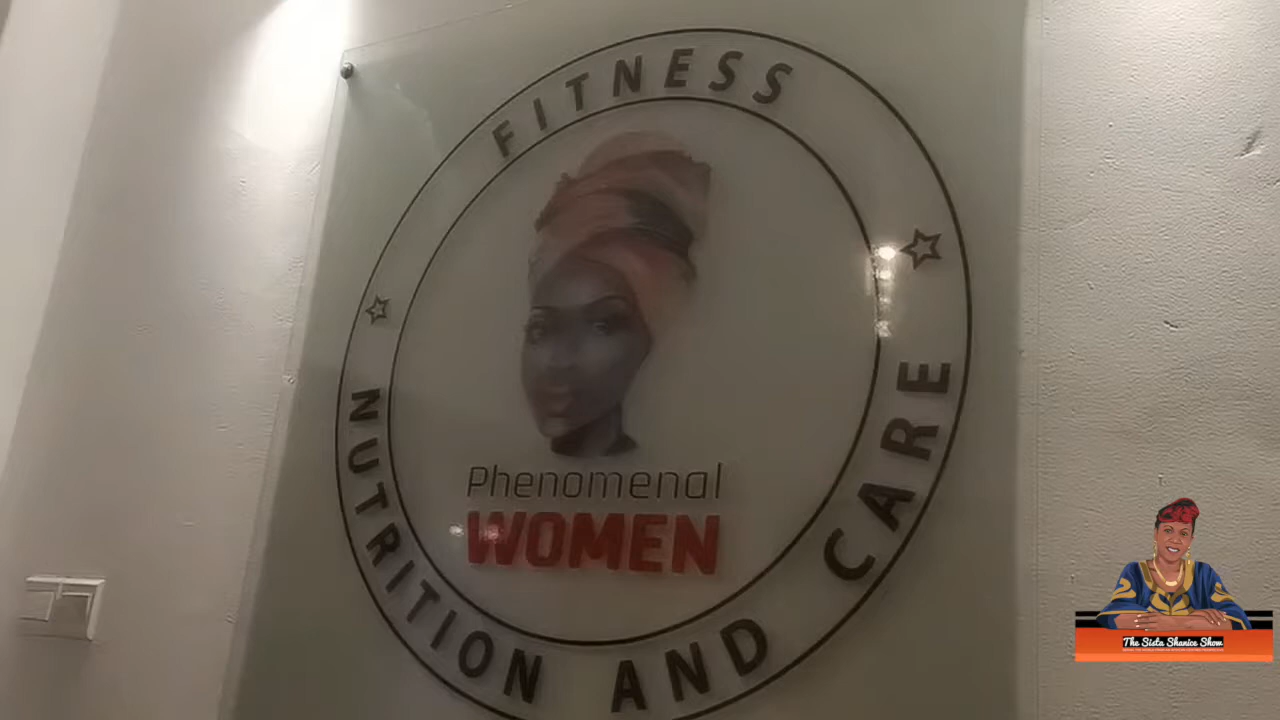 FITNESS
Phenomenal
WOMEN
NUTRITION AND CARE
The Sista Shanice Show